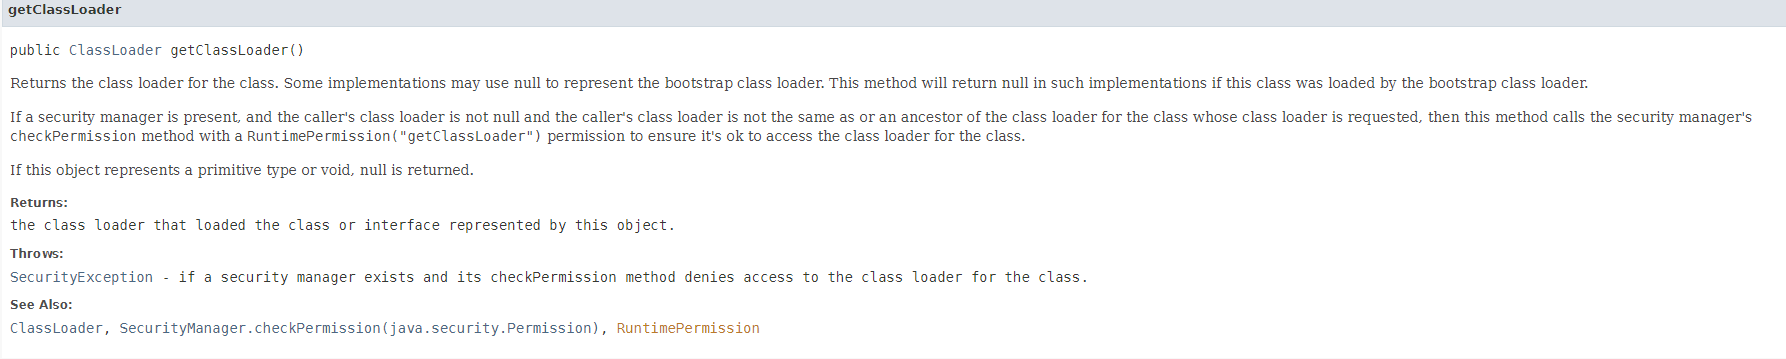 getClassLoader
public ClassLoader getClassLoader()
Returns the class loader for the class. Some implementations may use null to represent the bootstrap class loader. This method will return null in such implementations if this class was loaded by the bootstrap class loader.
If a security manager is present, and the caller's class loader is not null and the caller's class loader is not the same as or an ancestor of the class loader for the class whose class loader is requested, then this method calls the security manager's
checkPermission method with a RuntimePermission("getClassLoader") permission to ensure it's ok to access the class loader for the class.
If this object represents a primitive type or void, null is returned.
Returns:
the class loader that loaded the class or interface represented by this object.
Throws:
SecurityException - if a security manager exists and its checkPermission method denies access to the class loader for the class.
See Also:
ClassLoader, SecurityManager.checkPermission(java.security.Permission), RuntimePermission